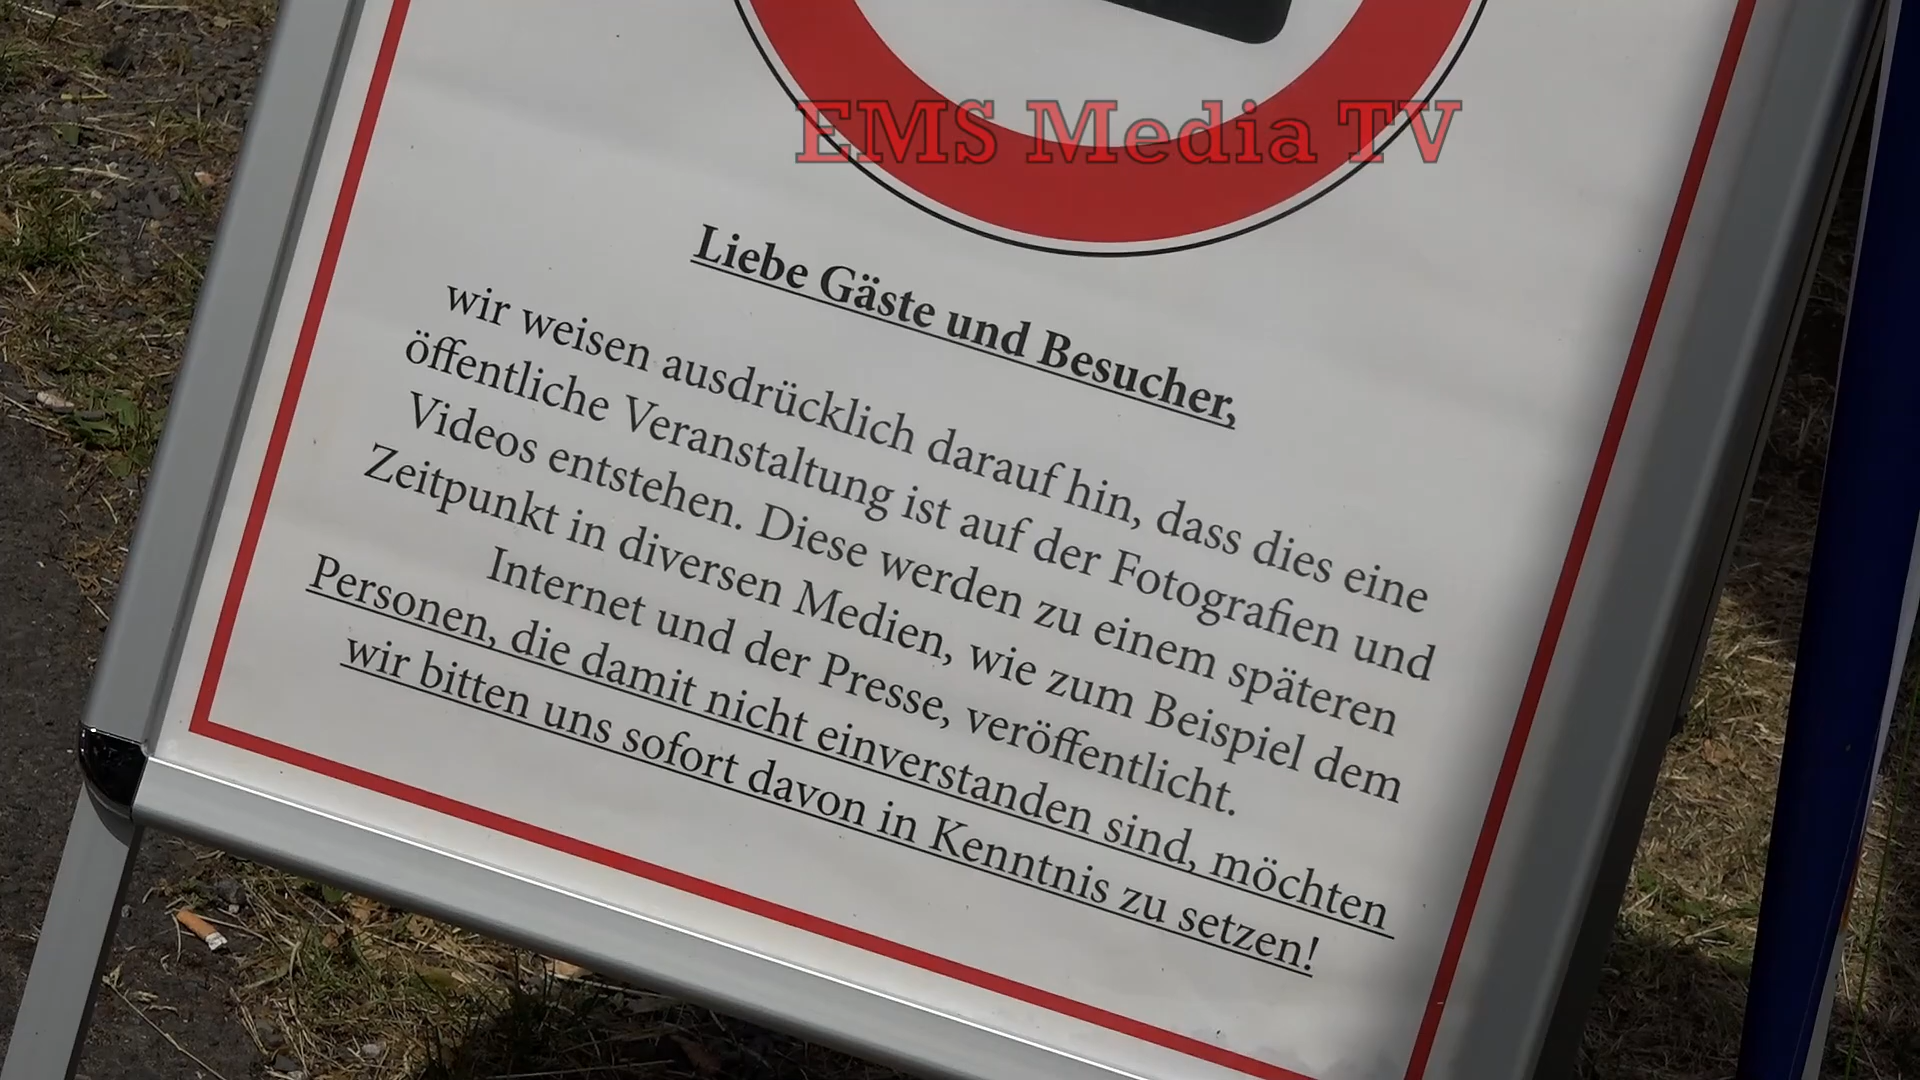 EMS Media TV
Liebe Gäste und Besucher,
wir weisen ausdrücklich darauf hin, dass dies eine
öffentliche Veranstaltung ist auf der Fotografien und
Videos entstehen. Diese werden zu einem späteren
Zeitpunkt in diversen Medien, wie zum Beispiel dem
Internet und der Presse, veröffentlicht.
Personen, die damit nicht einverstanden sind, möchten
wir bitten uns sofort davon in Kenntnis zu setzen!